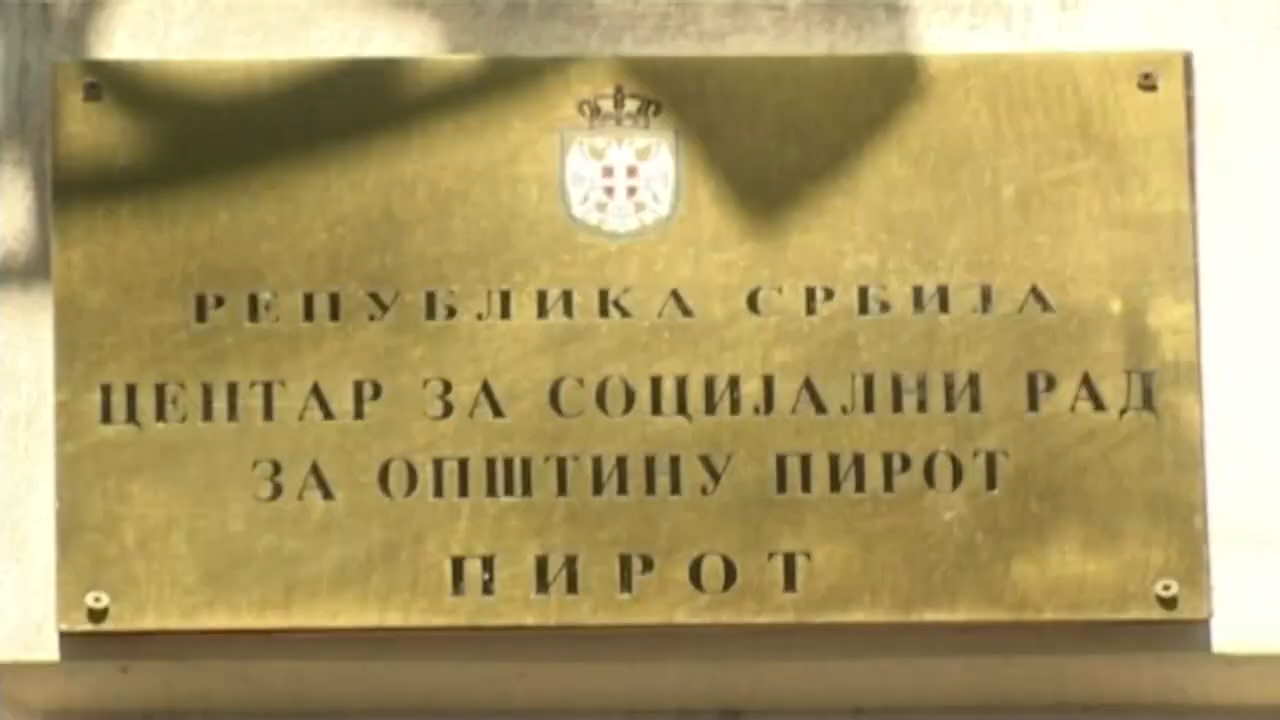 РЕПУБЛИКА СРБИЈА
ЦЕНТАР ЗА СОЦИЈАЛНИ РАД
ЗА ОПШТИНУ ПИРОТ
ПИРОТ